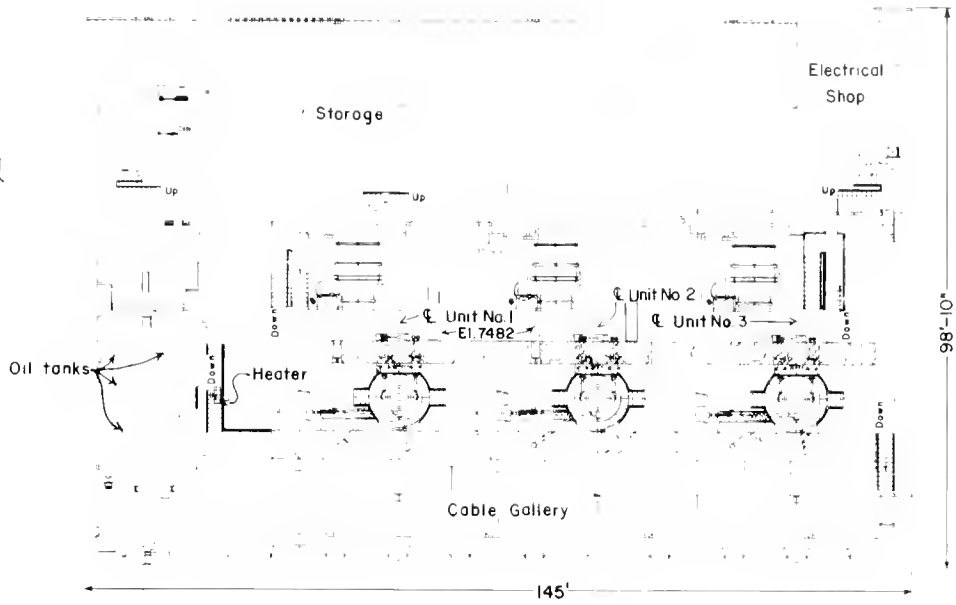 Electrical
Shop
Storage
Up
Up
Up
℄ Unit No. 1
℄ Unit No 2
℄ Unit No. 3
El. 7482
Down
Down
Down
Down
Oil tanks
Heater
Cable Gallery
98'-10"
145'